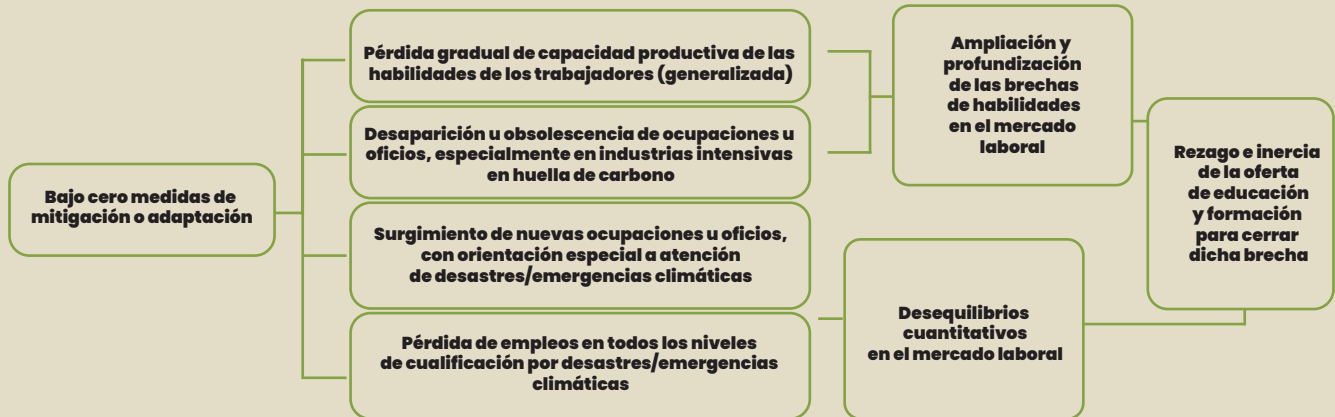 Bajo cero medidas de
mitigación o adaptación
Pérdida gradual de capacidad productiva de las
habilidades de los trabajadores (generalizada)
Desaparición u obsolescencia de ocupaciones u
oficios, especialmente en industrias intensivas
en huella de carbono
Surgimiento de nuevas ocupaciones u oficios,
con orientación especial a atención
de desastres/emergencias climáticas
Pérdida de empleos en todos los niveles
de cualificación por desastres/emergencias
climáticas
Ampliación y
profundización
de las brechas
de habilidades
en el mercado
laboral
Desequilibrios
cuantitativos
en el mercado laboral
Rezago e inercia
de la oferta
de educación
y formación
para cerrar
dicha brecha